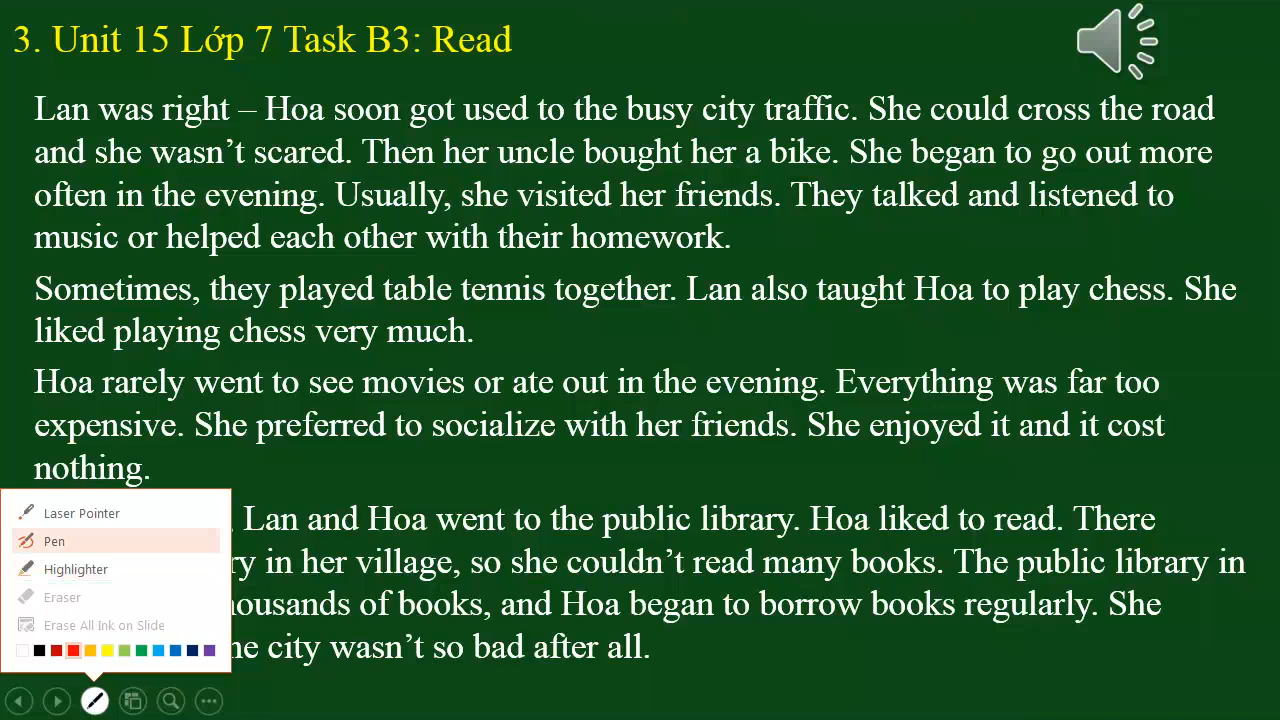 3. Unit 15 Lớp 7 Task B3: Read
Lan was right – Hoa soon got used to the busy city traffic. She could cross the road
and she wasn’t scared. Then her uncle bought her a bike. She began to go out more
often in the evening. Usually, she visited her friends. They talked and listened to
music or helped each other with their homework.
Sometimes, they played table tennis together. Lan also taught Hoa to play chess. She
liked playing chess very much.
Hoa rarely went to see movies or ate out in the evening. Everything was far too
expensive. She preferred to socialize with her friends. She enjoyed it and it cost
nothing.
Lan and Hoa went to the public library. Hoa liked to read. There
in her village, so she couldn’t read many books. The public library in
of books, and Hoa began to borrow books regularly. She
city wasn’t so bad after all.
Laser Pointer
Pen
Highlighter
Eraser
Erase All Ink on Slide